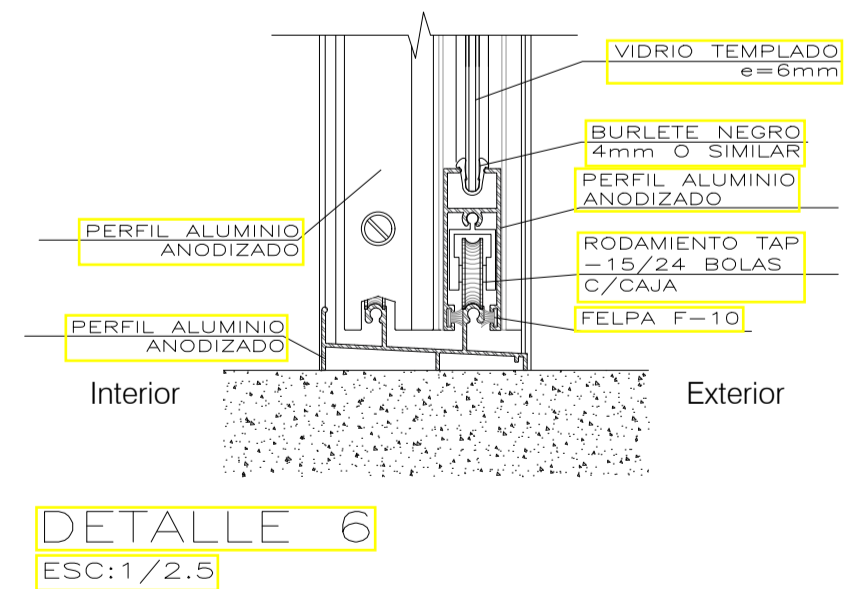 VIDRIO TEMPLADO
e=6mm
BURLETE NEGRO
4mm O SIMILAR
PERFIL ALUMINIO
ANODIZADO
PERFIL ALUMINIO
ANODIZADO
RODAMIENTO TAP
-15/24 BOLAS
C/CAJA
FELPA F-10
PERFIL ALUMINIO
ANODIZADO
Interior
Exterior
DETALLE 6
ESC:1/2.5